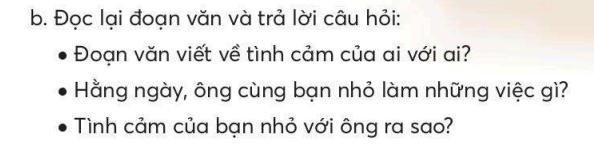 b. Đọc lại đoạn văn và trả lời câu hỏi:
• Đoạn văn viết về tình cảm của ai với ai?
• Hằng ngày, ông cùng bạn nhỏ làm những việc gì?
• Tình cảm của bạn nhỏ với ông ra sao?